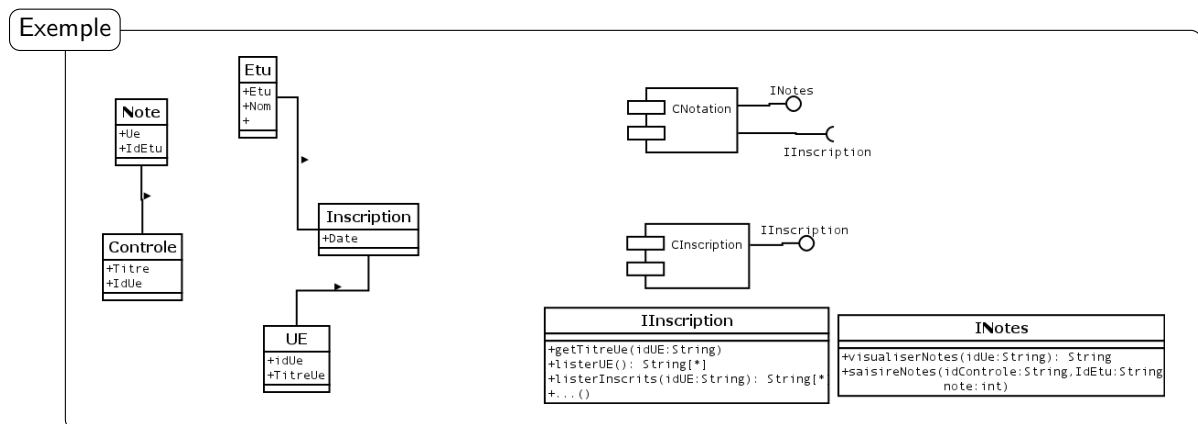 Exemple
Note
+Ue
+IdEtu
Controle
+Titre
+IdUe
Etu
+Etu
+Nom
+
Inscription
+Date
UE
+idUe
+TitreUe
CNotation
INotes
IInscription
CInscription
IInscription
IInscription
+getTitreUe(idUE:String)
+listerUE(): String[*]
+listerInscrits(idUE:String): String[*
+...()
INotes
+visualiserNotes(idUe:String): String
+saisireNotes(idControle:String,IdEtu:String
note:int)